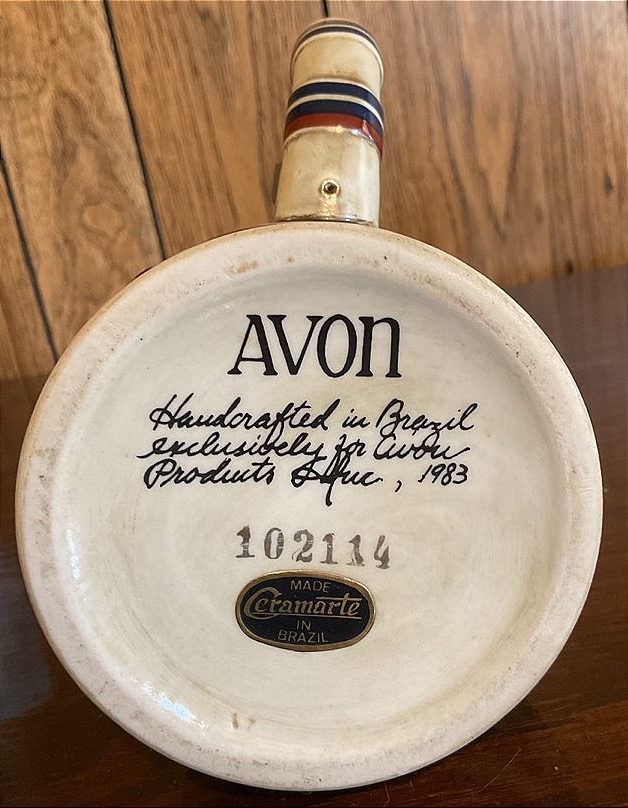 AVON
Handcrafted in Brazil
exclusively for Avon
Products Inc, 1983
102114
MADE
Ceramarte
IN
BRAZIL